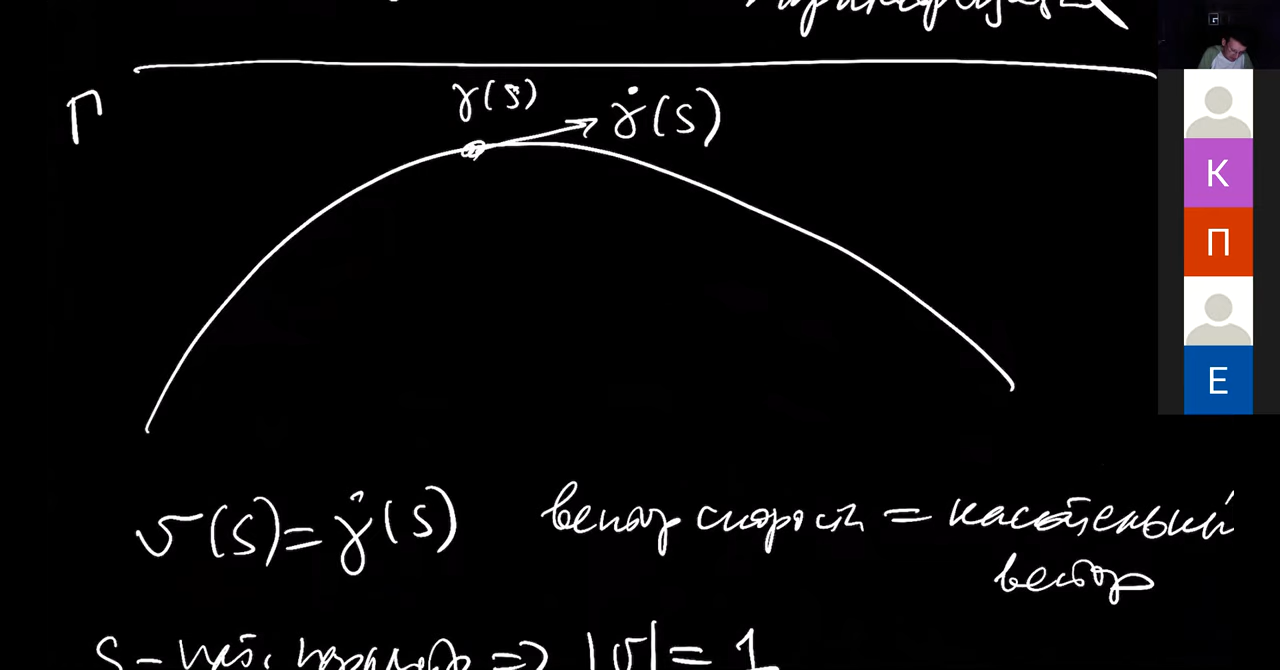 Γ
γ(s) γ̇(s)
К
П
Е
v(s) = γ̇(s) вектор скорости = касательный
вектор
s - нат. параметр => |v| = 1